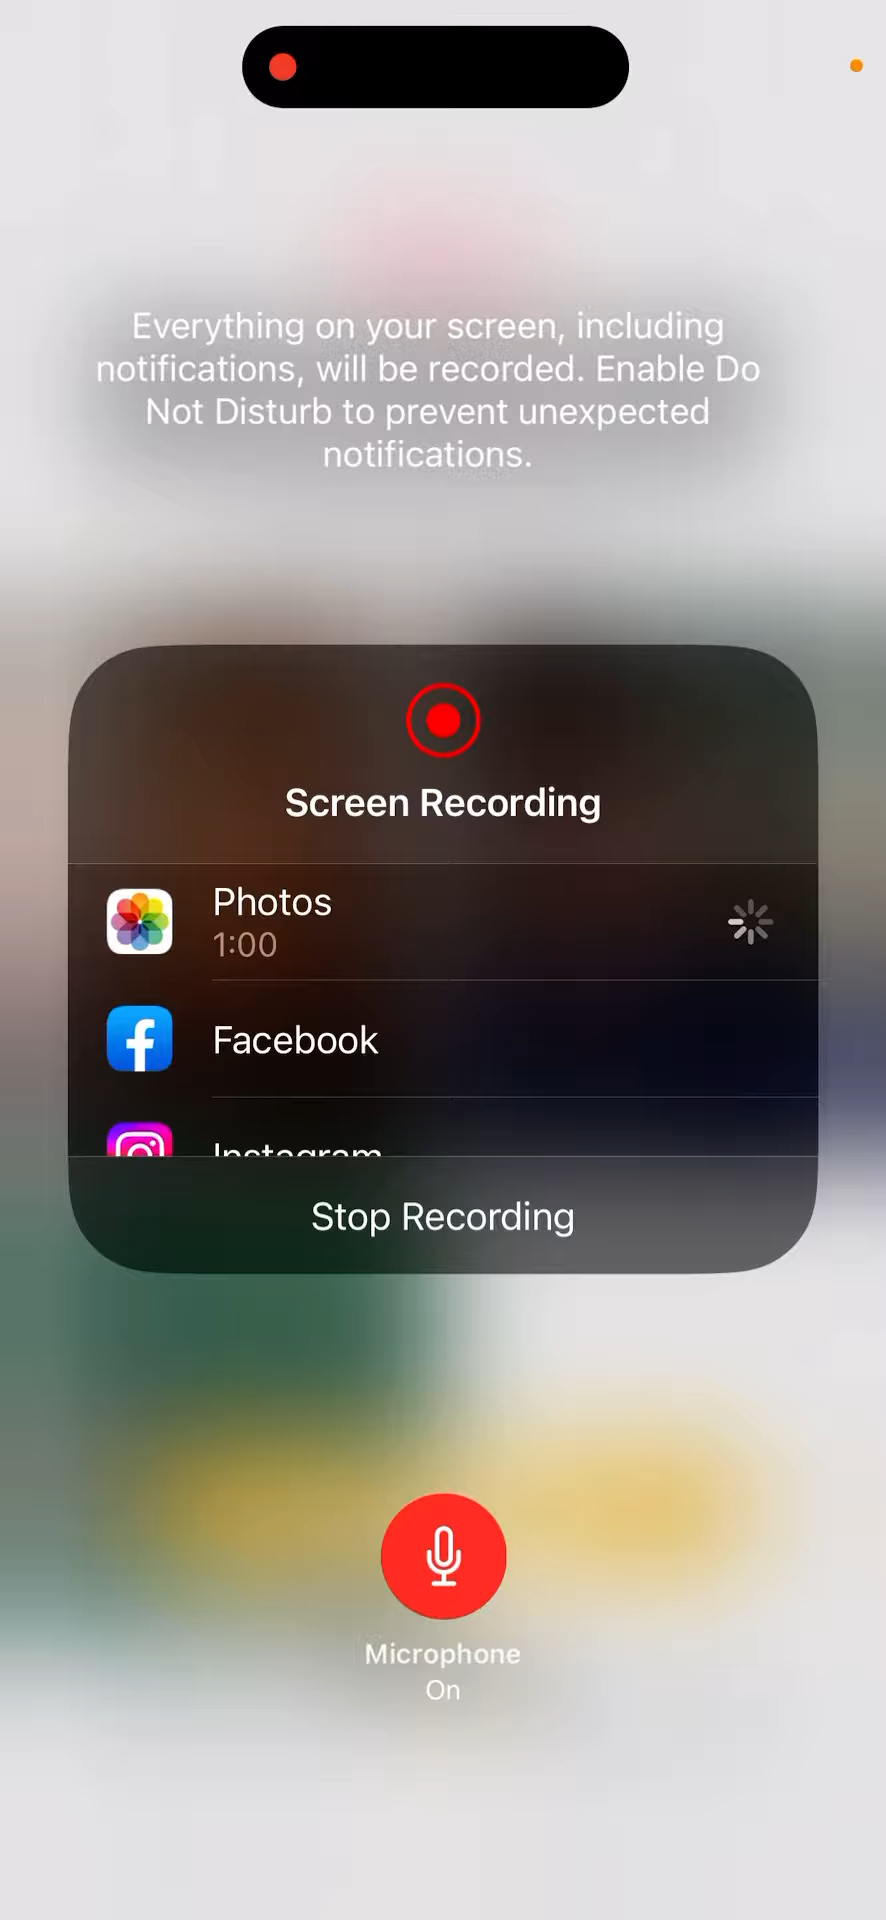 Everything on your screen, including
notifications, will be recorded. Enable Do
Not Disturb to prevent unexpected
notifications.
Screen Recording
Photos
1:00
Facebook
Instagram
Stop Recording
Microphone
On